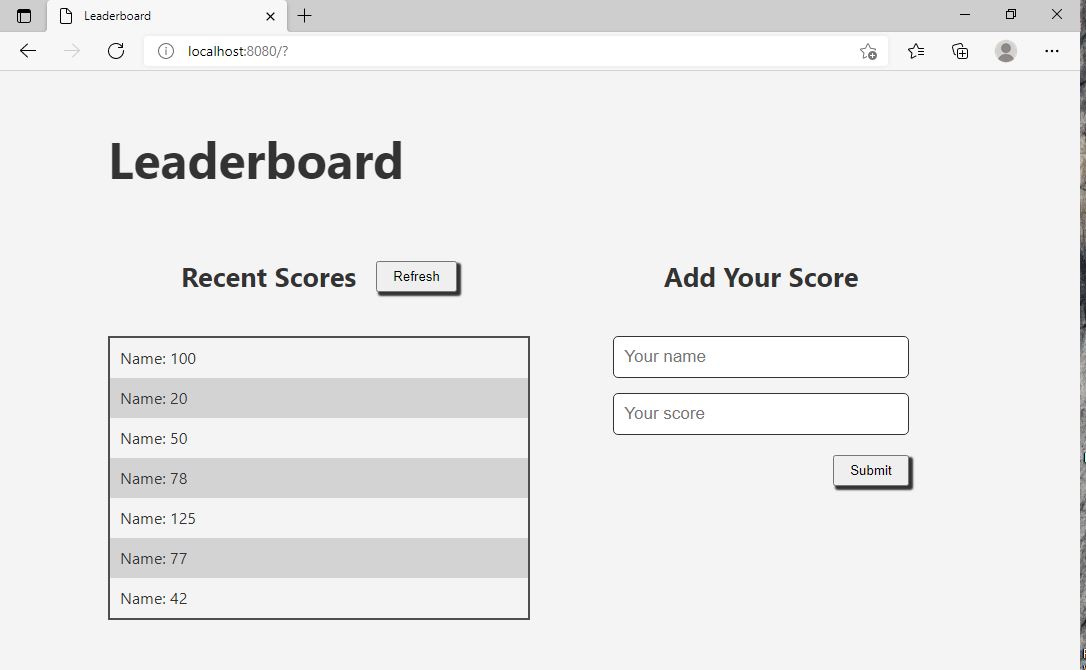 Leaderboard
localhost:8080/?
Leaderboard
Recent Scores
Refresh
Name: 100
Name: 20
Name: 50
Name: 78
Name: 125
Name: 77
Name: 42
Add Your Score
Your name
Your score
Submit